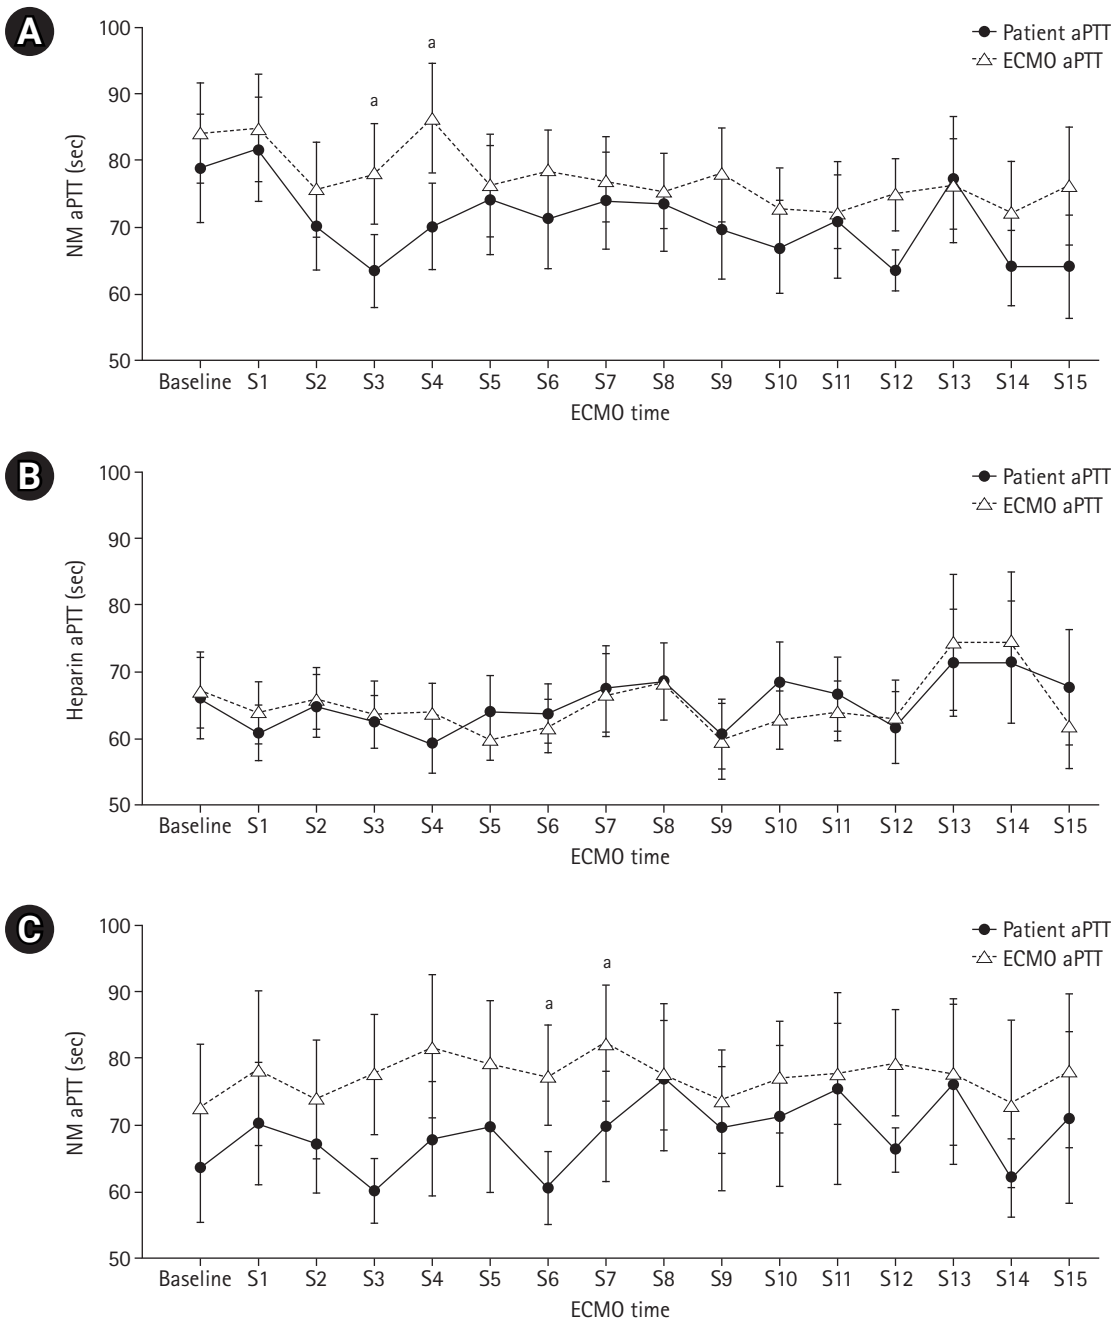 A
Patient aPTT
ECMO aPTT
NM aPTT (sec)
100
90
80
70
60
50
a
a
Baseline S1 S2 S3 S4 S5 S6 S7 S8 S9 S10 S11 S12 S13 S14 S15
ECMO time
B
Patient aPTT
ECMO aPTT
Heparin aPTT (sec)
100
90
80
70
60
50
Baseline S1 S2 S3 S4 S5 S6 S7 S8 S9 S10 S11 S12 S13 S14 S15
ECMO time
C
Patient aPTT
ECMO aPTT
NM aPTT (sec)
100
90
80
70
60
50
a
a
Baseline S1 S2 S3 S4 S5 S6 S7 S8 S9 S10 S11 S12 S13 S14 S15
ECMO time